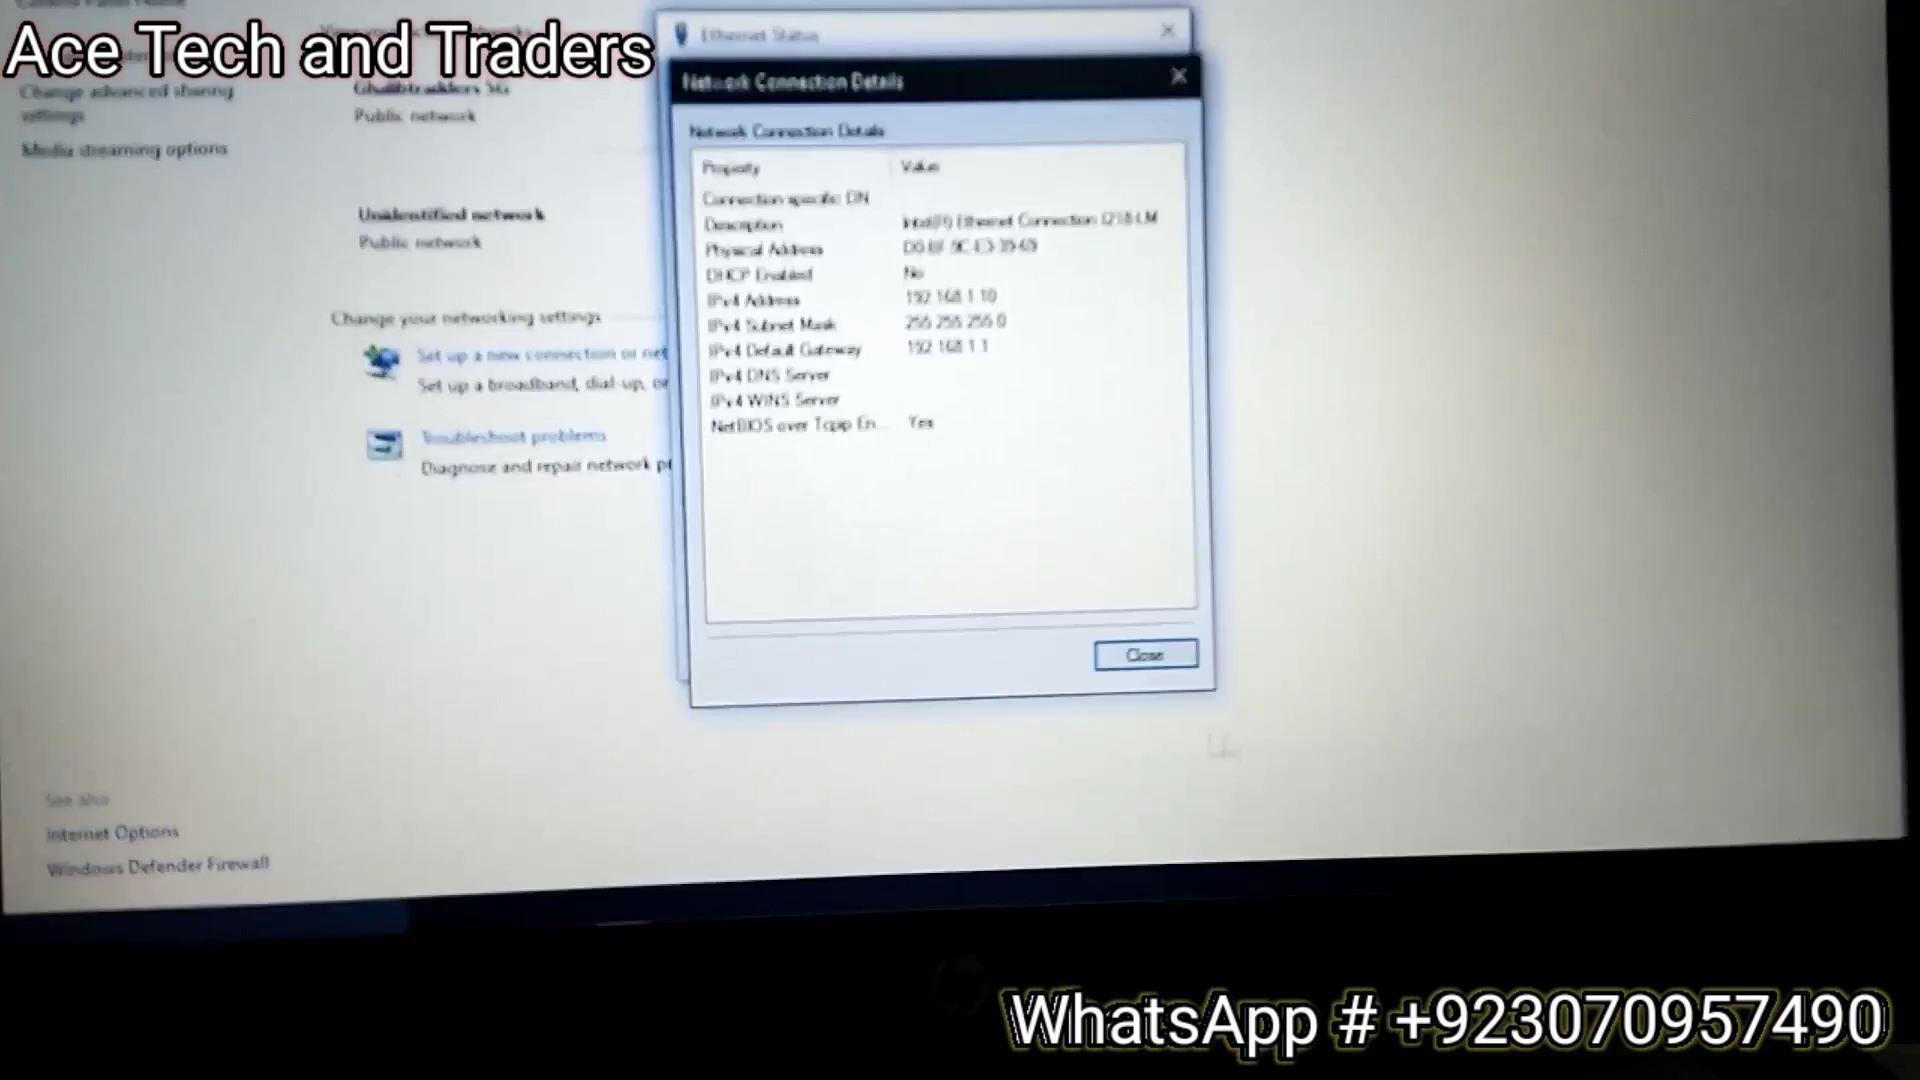 Ace Tech and Traders
Change advanced sharing
settings
Media streaming options
Public network
Unidentified network
Public network
Change your networking settings
Set up a new connection or net
Set up a broadband, dial-up, or
Troubleshoot problems
Diagnose and repair network p
See also
Internet Options
Windows Defender Firewall
Ethernet Status
Network Connection Details
Network Connection Details
Property Value
Connection-specific DN
Description Intel(R) Ethernet Connection
Physical Address
DHCP Enabled No
IPv4 Address 192.168.1.10
IPv4 Subnet Mask 255.255.255.0
IPv4 Default Gateway 192.168.1.1
IPv4 DNS Server
IPv4 WINS Server
NetBIOS over Tcpip En... Yes
Close
WhatsApp # +923070957490